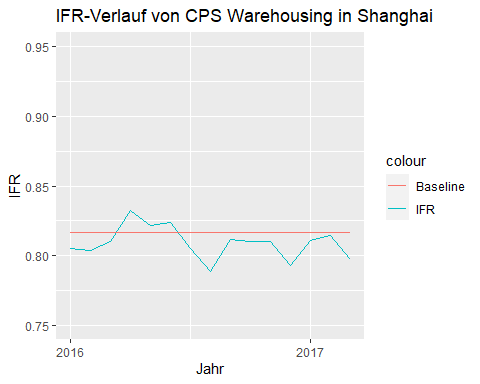 IFR-Verlauf von CPS Warehousing in Shanghai
0.95
0.90
0.85
0.80
0.75
IFR
2016
2017
Jahr
colour
Baseline
IFR